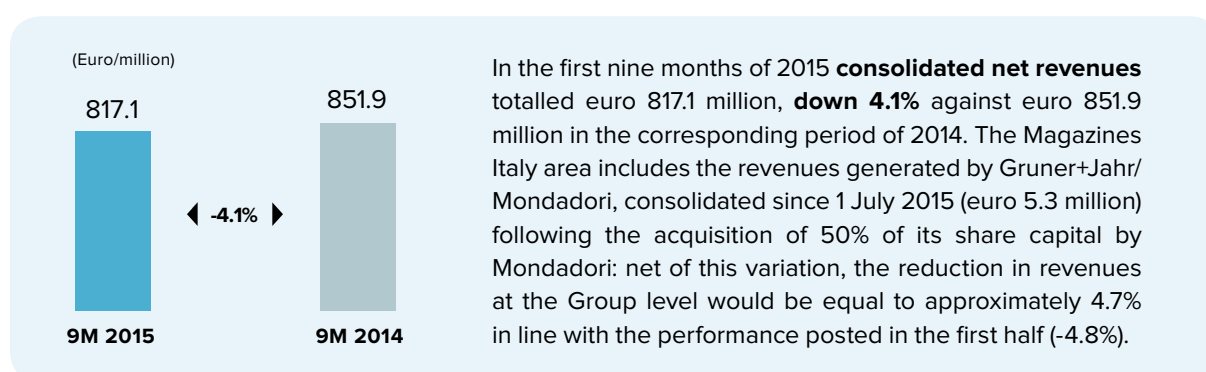 (Euro/million)
817.1
851.9
-4.1%
9M 2015
9M 2014
In the first nine months of 2015 consolidated net revenues
totalled euro 817.1 million, down 4.1% against euro 851.9
million in the corresponding period of 2014. The Magazines
Italy area includes the revenues generated by Gruner+Jahr/
Mondadori, consolidated since 1 July 2015 (euro 5.3 million)
following the acquisition of 50% of its share capital by
Mondadori: net of this variation, the reduction in revenues
at the Group level would be equal to approximately 4.7%
in line with the performance posted in the first half (-4.8%).